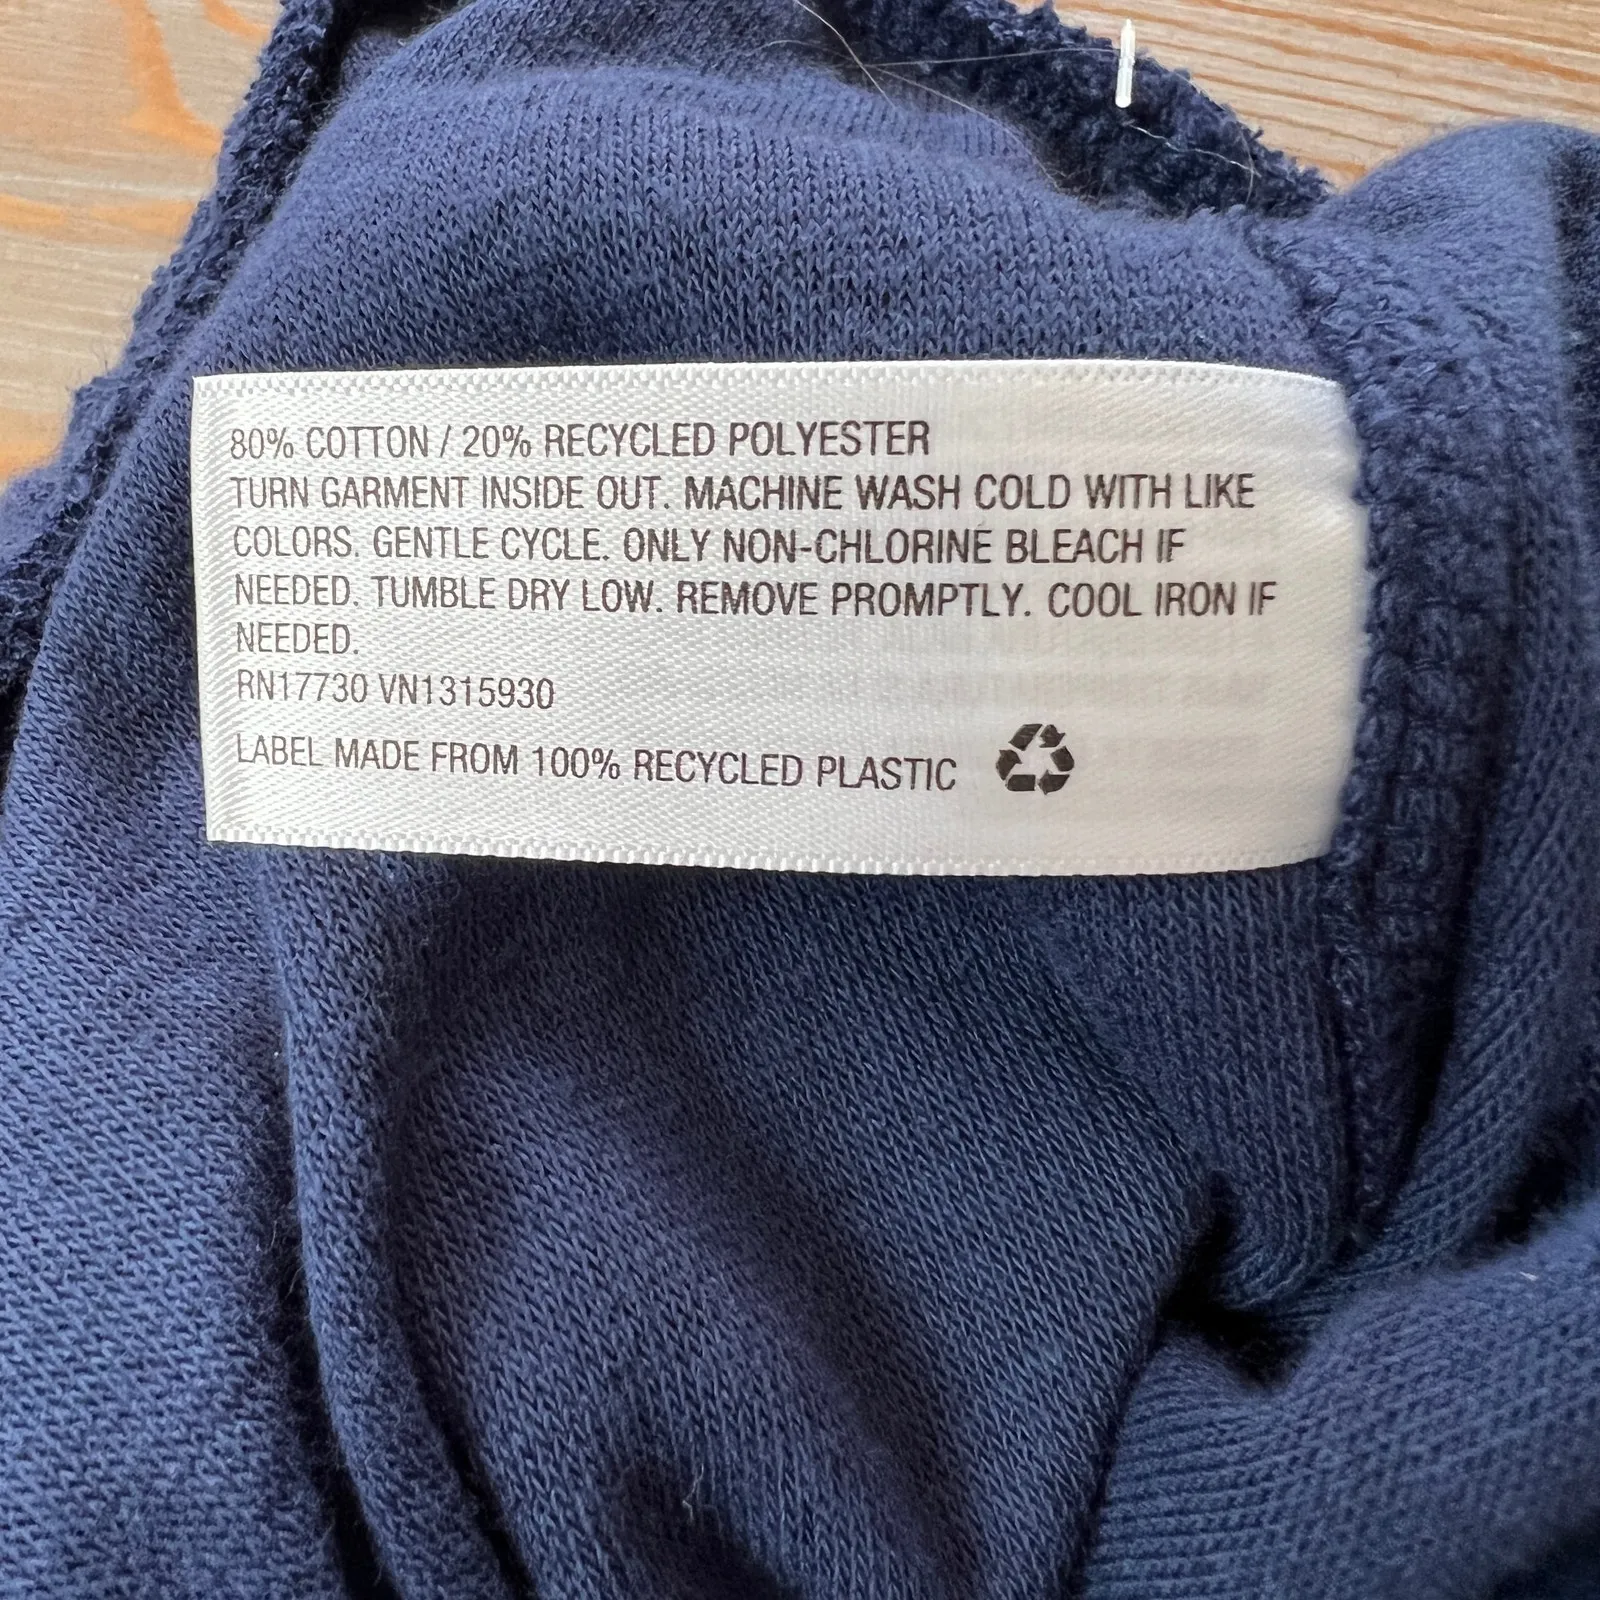 80% COTTON / 20% RECYCLED POLYESTER
TURN GARMENT INSIDE OUT. MACHINE WASH COLD WITH LIKE
COLORS. GENTLE CYCLE. ONLY NON-CHLORINE BLEACH IF
NEEDED. TUMBLE DRY LOW. REMOVE PROMPTLY. COOL IRON IF
NEEDED.
RN17730 VN1315930
LABEL MADE FROM 100% RECYCLED PLASTIC